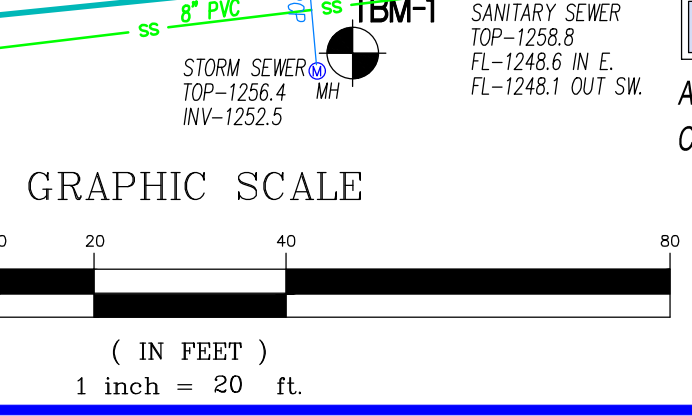 8" PVC
SS
SS
TBM-1
STORM SEWER
TOP-1256.4
INV-1252.5
M
MH
SANITARY SEWER
TOP-1258.8
FL-1248.6 IN E.
FL-1248.1 OUT SW.
GRAPHIC SCALE
20
40
80
( IN FEET )
1 inch = 20 ft.